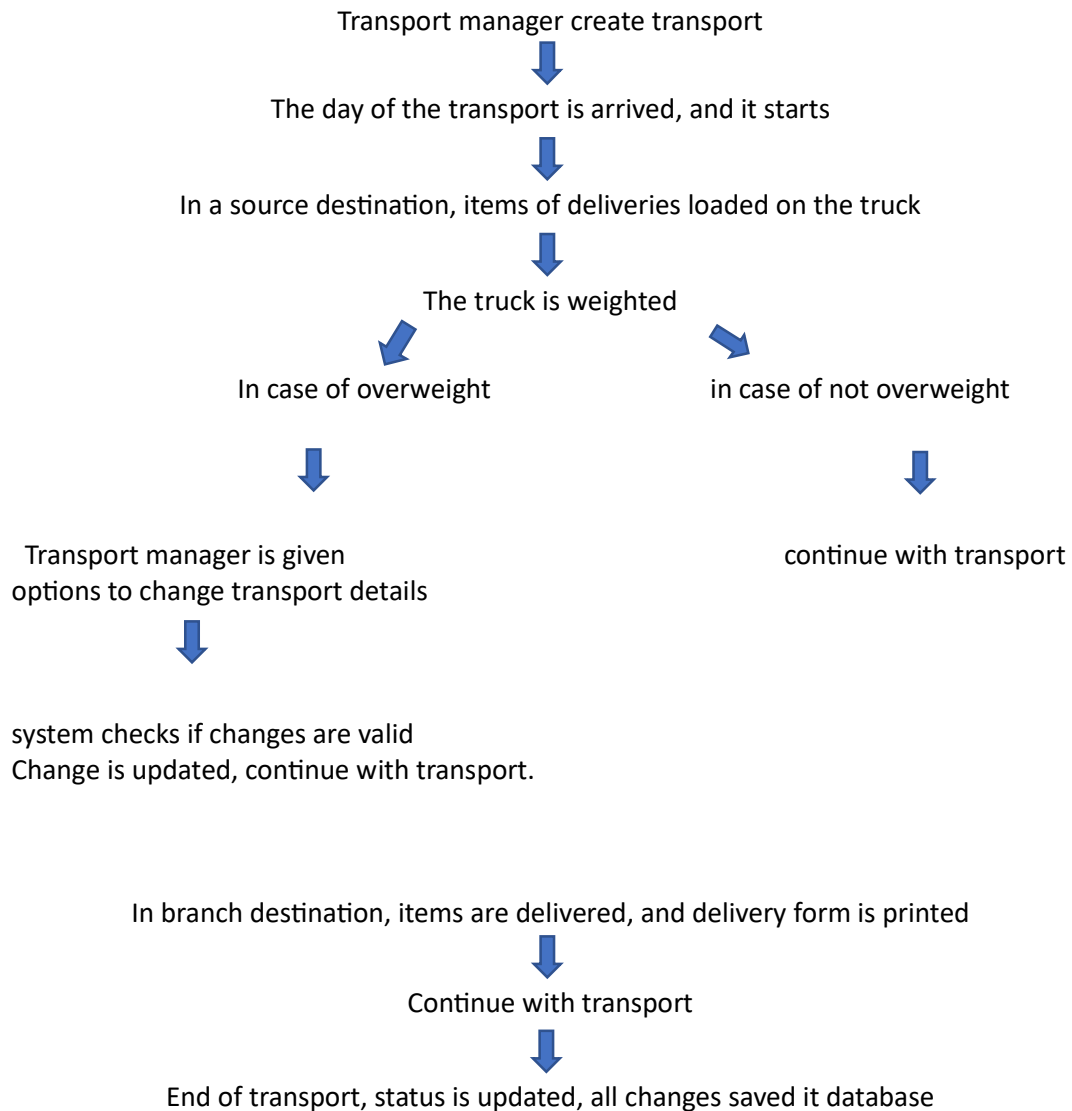 Transport manager create transport
The day of the transport is arrived, and it starts
In a source destination, items of deliveries loaded on the truck
The truck is weighted
In case of overweight
in case of not overweight
Transport manager is given
options to change transport details
continue with transport
system checks if changes are valid
Change is updated, continue with transport.
In branch destination, items are delivered, and delivery form is printed
Continue with transport
End of transport, status is updated, all changes saved it database